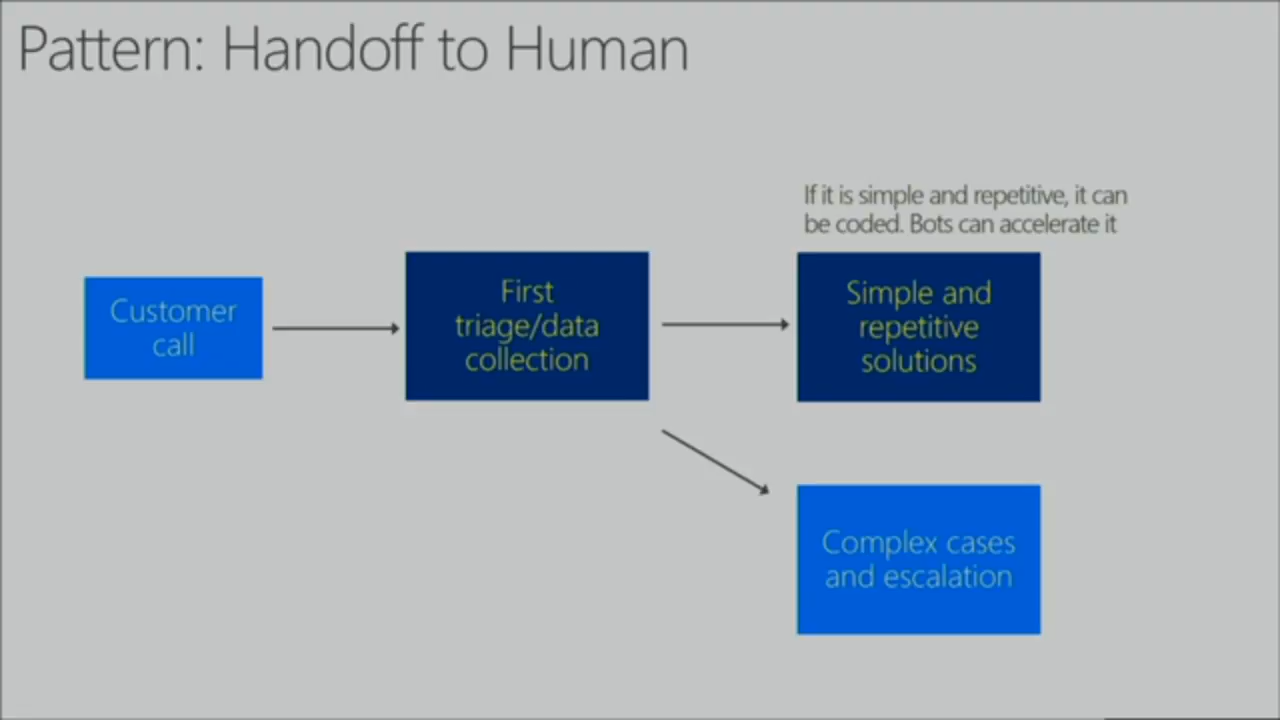 Pattern: Handoff to Human
If it is simple and repetitive, it can
be coded. Bots can accelerate it
Customer
call
First
triage/data
collection
Simple and
repetitive
solutions
Complex cases
and escalation